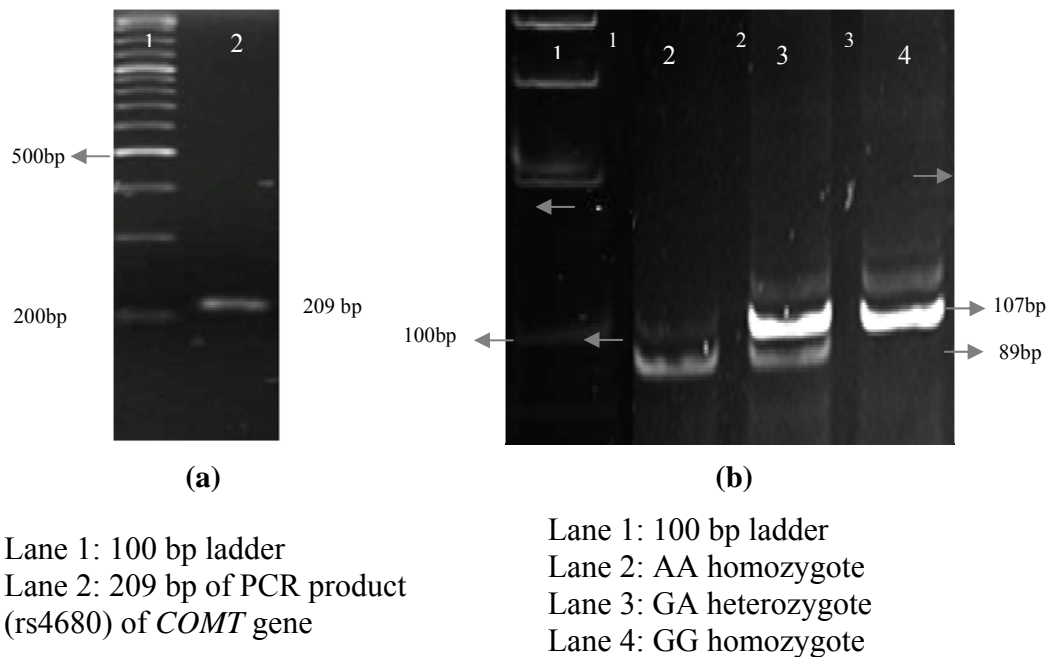 1 2
500bp
200bp
209 bp
1 1 2 2 3 3 4
100bp
107bp
89bp
(a)
(b)
Lane 1: 100 bp ladder
Lane 2: 209 bp of PCR product
(rs4680) of COMT gene
Lane 1: 100 bp ladder
Lane 2: AA homozygote
Lane 3: GA heterozygote
Lane 4: GG homozygote